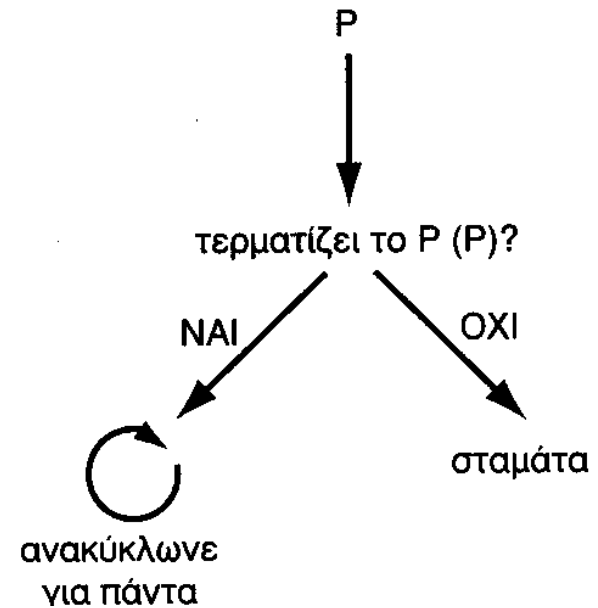 P
τερματίζει το P (P)?
ΝΑΙ
ΟΧΙ
σταμάτα
ανακύκλωνε
για πάντα